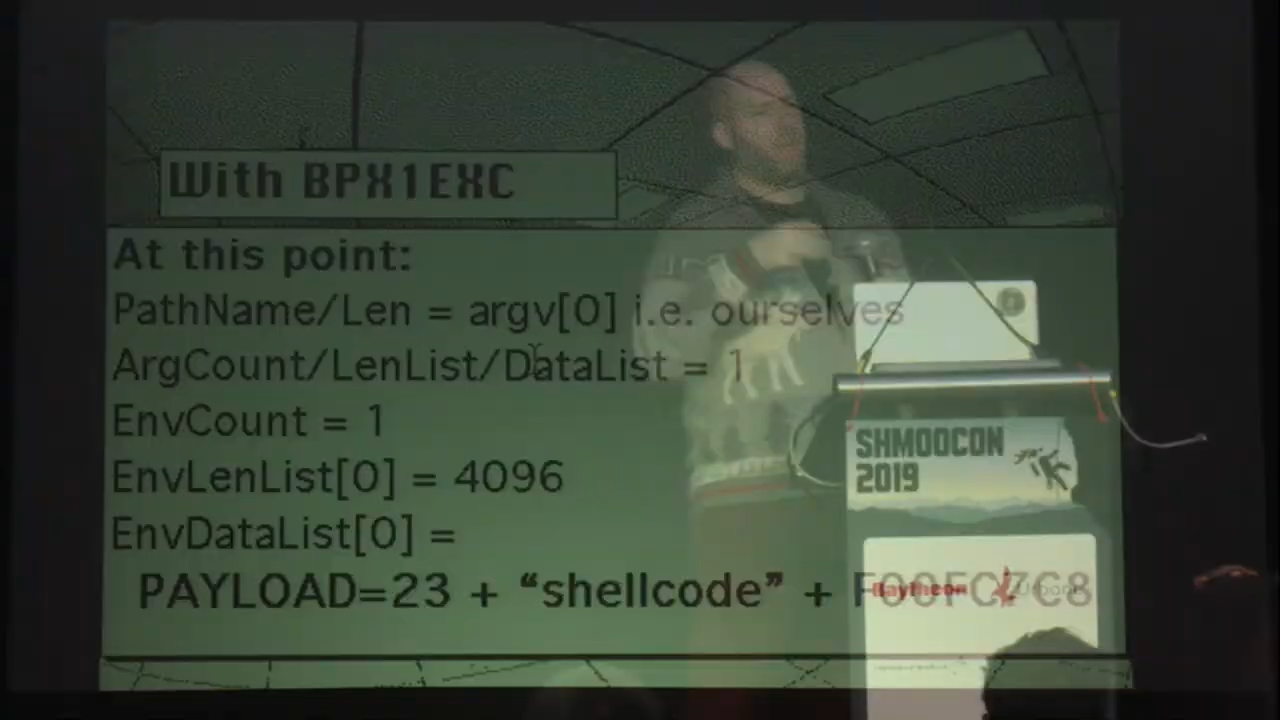 With BPX1EXC
At this point:
PathName/Len = argv[0] i.e. ourselves
ArgCount/LenList/DataList = 1
EnvCount = 1
EnvLenList[0] = 4096
EnvDataList[0] =
PAYLOAD=23 + “shellcode” + F00FC7C8
SHMOOCON
2019
Raytheon